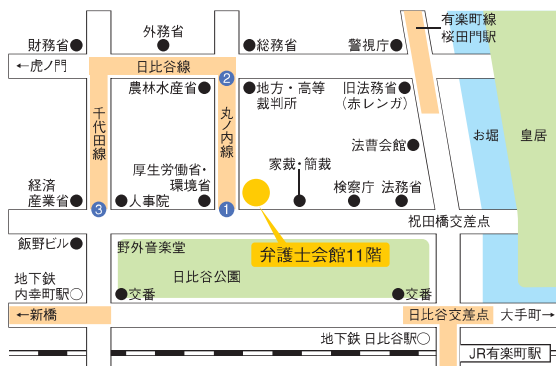 外務省
有楽町線
桜田門駅
財務省
総務省
警視庁
←虎ノ門
日比谷線
②
農林水産省
地方・高等
裁判所
旧法務省
(赤レンガ)
千代田線
丸ノ内線
お堀
皇居
法曹会館
厚生労働省・
環境省
家裁・簡裁
経済
産業省
人事院
検察庁
法務省
③
①
祝田橋交差点
飯野ビル
野外音楽堂
弁護士会館11階
日比谷公園
地下鉄
内幸町駅
交番
交番
←新橋
日比谷交差点
大手町→
地下鉄 日比谷駅
JR有楽町駅